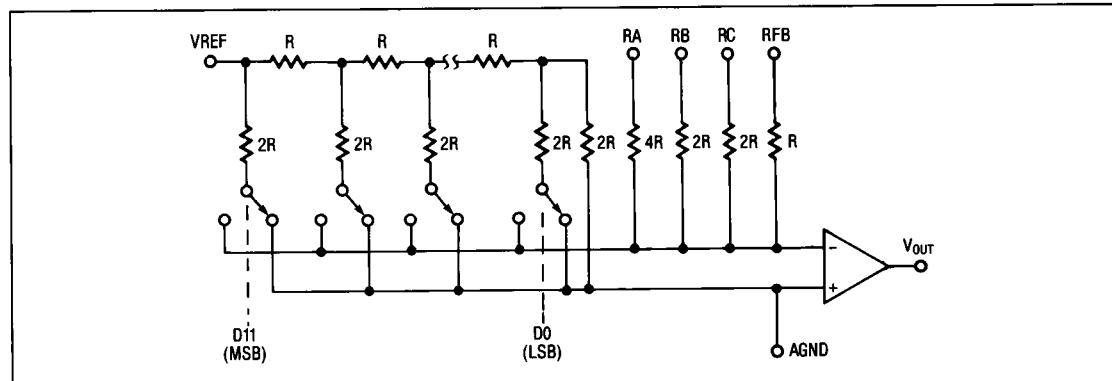 VREF R R R RA RB RC RFB
2R 2R 2R 2R 2R 4R 2R 2R R
- VOUT
+
D11 D0 AGND
(MSB) (LSB)